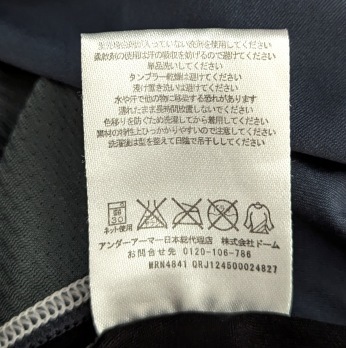 蛍光増白剤が入っていない洗剤を使用してください
柔軟剤の使用は汗の吸収を妨げるので避けてください
単品洗いしてください
タンブラー乾燥は避けてください
浸け置き洗いは避けてください
水や汗で他の物に移染する恐れがあります
濡れたまま長時間放置しないでください
色移りを防ぐため洗濯してから着用してください
素材の特性上ひっかかりやすいので注意してください
洗濯後は型を整えて日陰で吊干ししてください
弱
30
ネット使用
アンダーアーマー日本総代理店 株式会社ドーム
お問合せ先 0120-106-786
MRN4841 QRJ124500024827